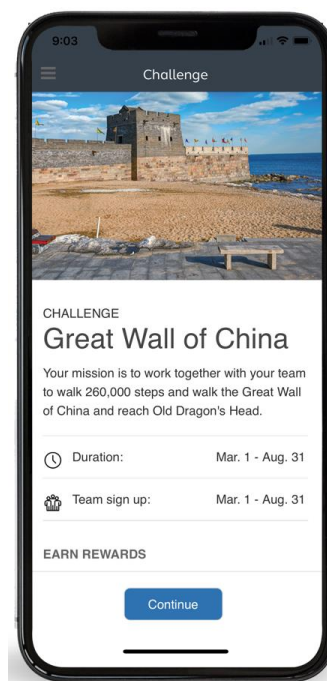 9:03
Challenge
CHALLENGE
Great Wall of China
Your mission is to work together with your team
to walk 260,000 steps and walk the Great Wall
of China and reach Old Dragon's Head.
Duration: Mar. 1 - Aug. 31
Team sign up: Mar. 1 - Aug. 31
EARN REWARDS
Continue